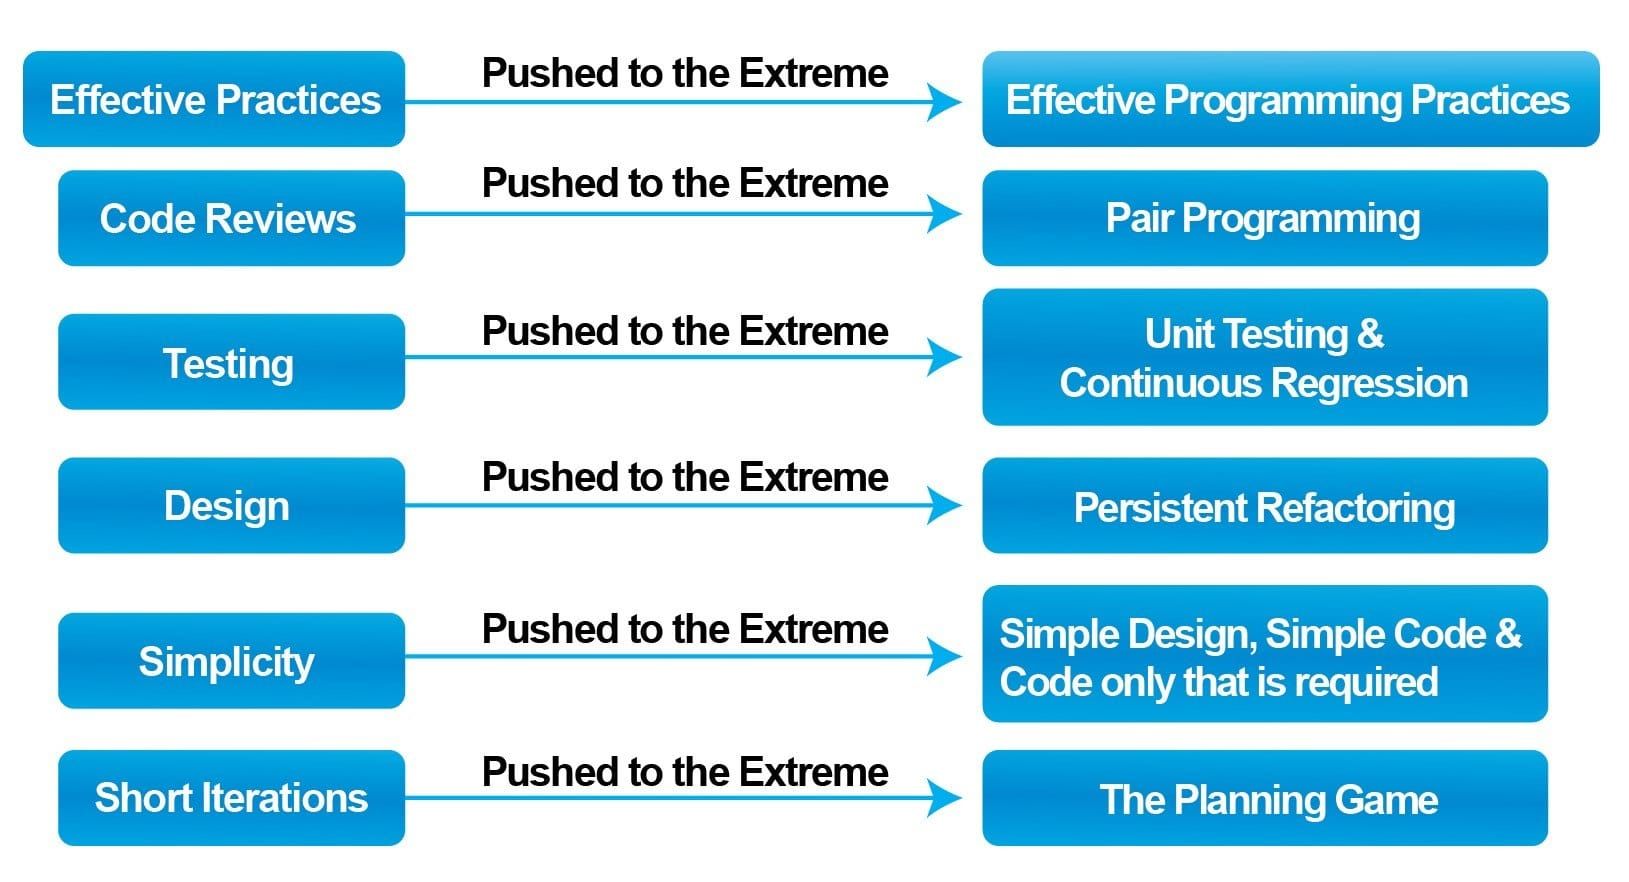 Effective Practices
Pushed to the Extreme
Effective Programming Practices
Code Reviews
Pushed to the Extreme
Pair Programming
Testing
Pushed to the Extreme
Unit Testing &
Continuous Regression
Design
Pushed to the Extreme
Persistent Refactoring
Simplicity
Pushed to the Extreme
Simple Design, Simple Code &
Code only that is required
Short Iterations
Pushed to the Extreme
The Planning Game